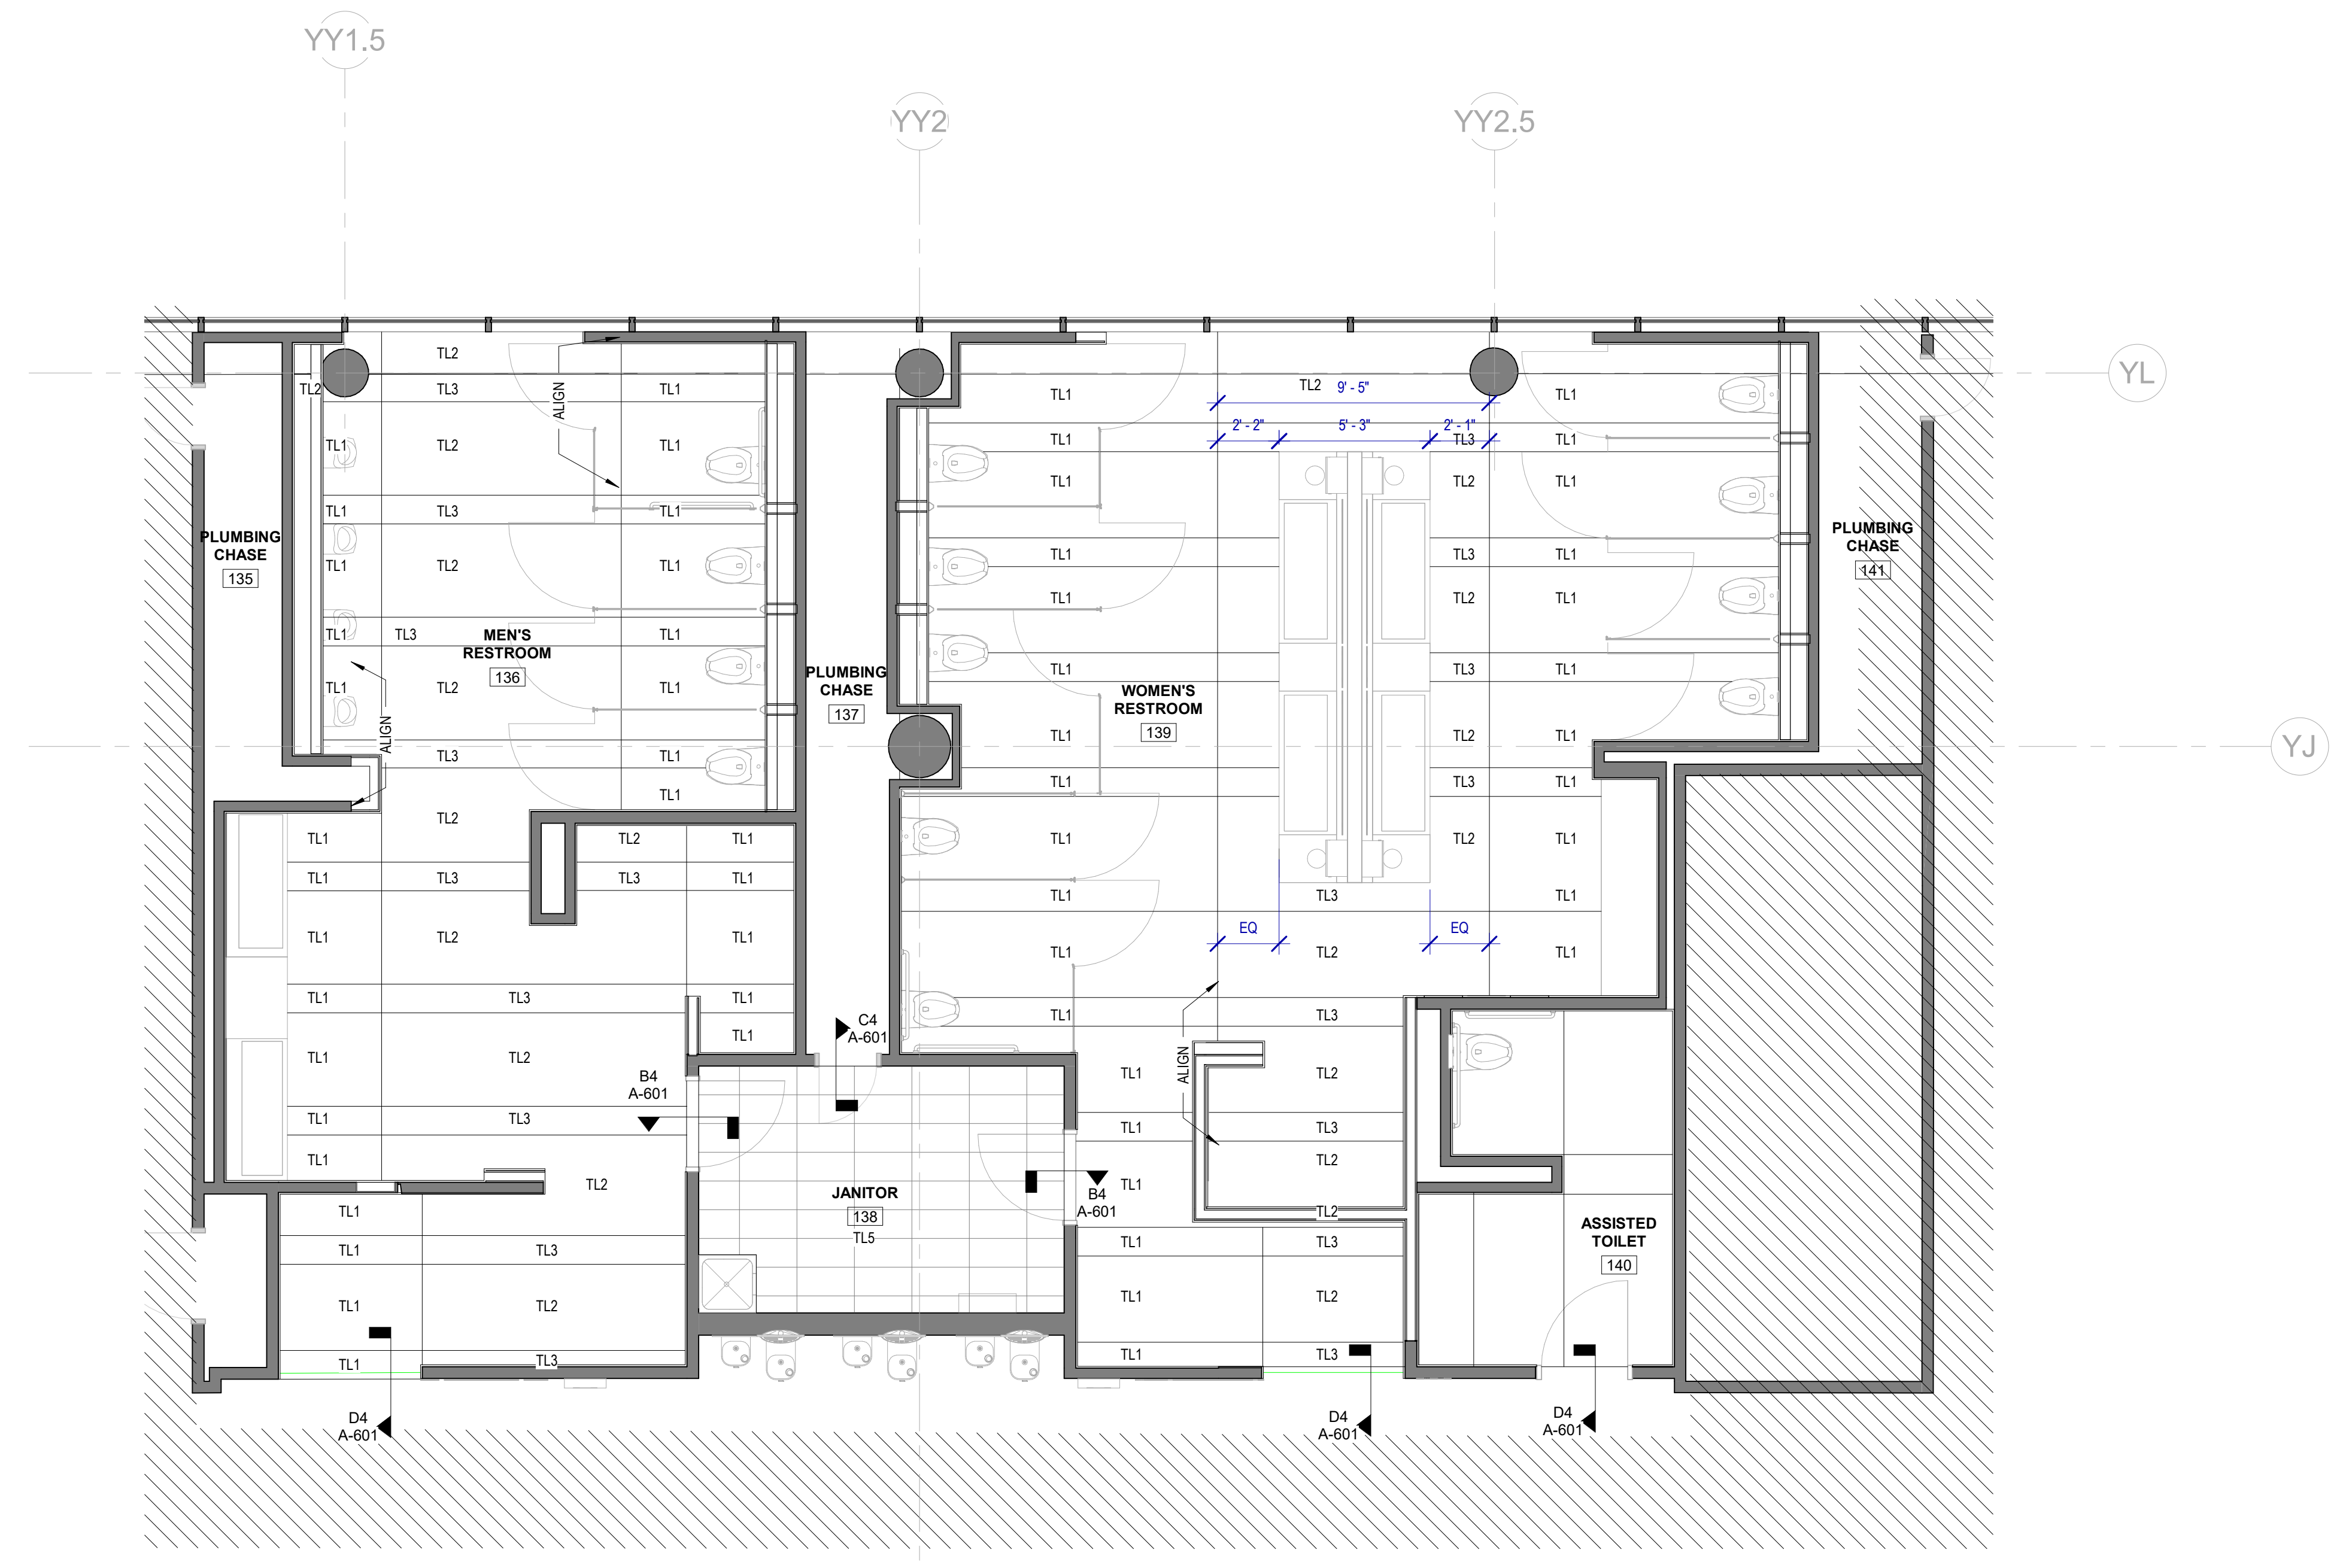 YY1.5
YY2
YY2.5
YL
YJ
TL2
TL2
TL3
TL1
ALIGN
TL1
TL2
TL1
TL1
TL3
TL1
TL1
TL2
TL1
TL1
TL3
TL1
TL1
TL2
TL1
TL3
TL1
TL1
TL2
ALIGN
PLUMBING
CHASE
135
MEN'S
RESTROOM
136
TL1
TL2
TL1
TL1
TL3
TL3
TL1
TL1
TL2
TL1
TL1
TL3
TL1
TL1
TL1
TL2
TL1
TL3
TL1
TL2
TL1
TL1
TL3
TL1
TL2
TL1
TL3
B4
A-601
D4
A-601
PLUMBING
CHASE
137
C4
A-601
JANITOR
138
TL5
B4
A-601
TL1
TL2
9' - 5"
TL1
2' - 2"
5' - 3"
2' - 1"
TL1
TL3
TL1
TL1
TL2
TL1
TL1
TL3
TL1
TL1
TL2
TL1
TL1
TL3
TL1
WOMEN'S
RESTROOM
139
TL1
TL2
TL1
TL1
TL3
TL1
TL1
TL2
TL1
TL1
TL3
TL1
EQ
EQ
TL1
TL2
TL1
TL1
TL3
ALIGN
TL1
TL2
TL1
TL3
TL2
TL1
TL2
TL1
TL3
TL1
TL2
TL1
TL3
D4
A-601
ASSISTED
TOILET
140
D4
A-601
PLUMBING
CHASE
141